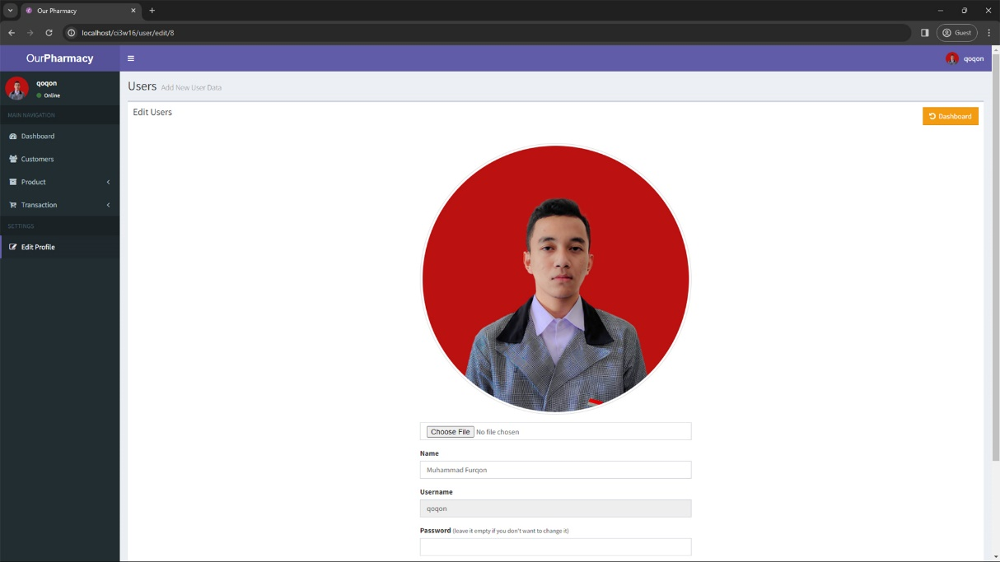 Our Pharmacy
localhost/ci3w16/user/edit/8
Guest
OurPharmacy
qoqon
qoqon
Online
MAIN NAVIGATION
Dashboard
Customers
Product
Transaction
SETTINGS
Edit Profile
Users Add New User Data
Edit Users
Dashboard
Choose File No file chosen
Name
Muhammad Furqon
Username
qoqon
Password (leave it empty if you don't want to change it)